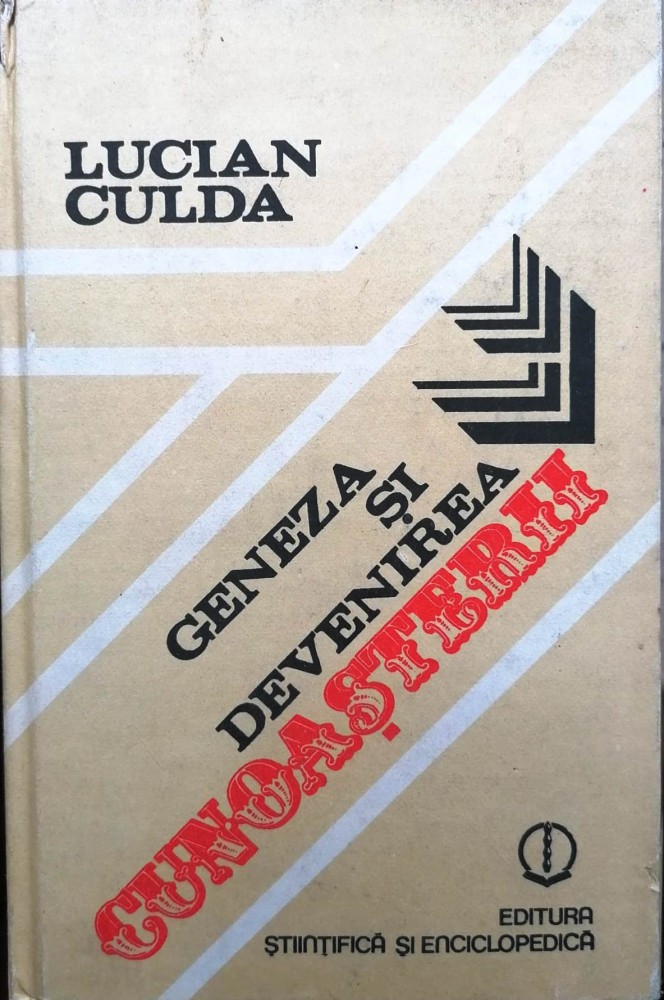 LUCIAN
CULDA
GENEZA
ȘI
DEVENIREA
CUNOAȘTERII
EDITURA
ȘTIINȚIFICĂ ȘI ENCICLOPEDICĂ